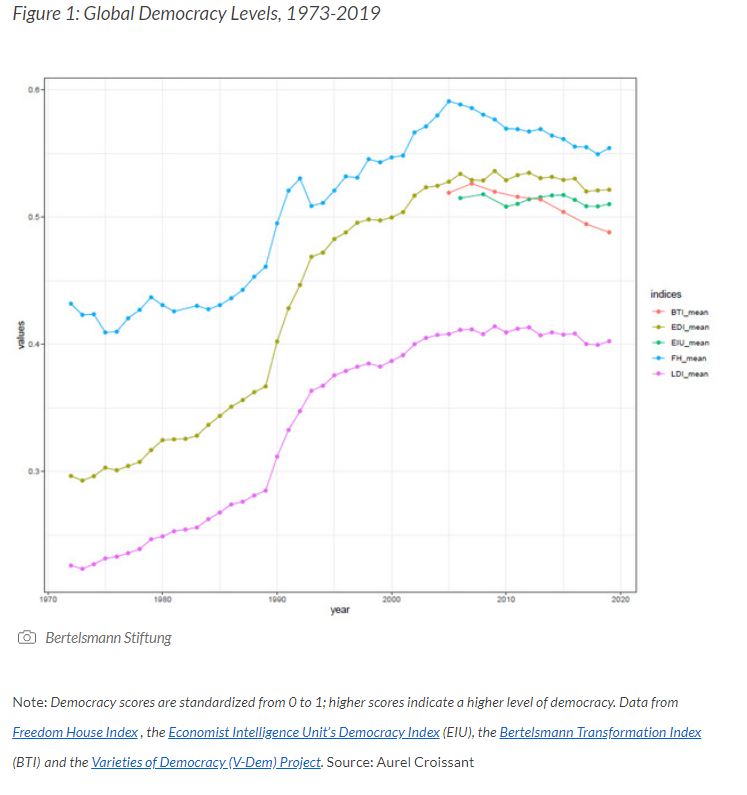 Figure 1: Global Democracy Levels, 1973-2019
0.6
0.5
0.4
0.3
values
1970 1980 1990 2000 2010 2020
year
indices
BTI_mean
EDI_mean
EIU_mean
FH_mean
LDI_mean
Bertelsmann Stiftung
Note: Democracy scores are standardized from 0 to 1; higher scores indicate a higher level of democracy. Data from
Freedom House Index , the Economist Intelligence Unit's Democracy Index (EIU), the Bertelsmann Transformation Index
(BTI) and the Varieties of Democracy (V-Dem) Project. Source: Aurel Croissant